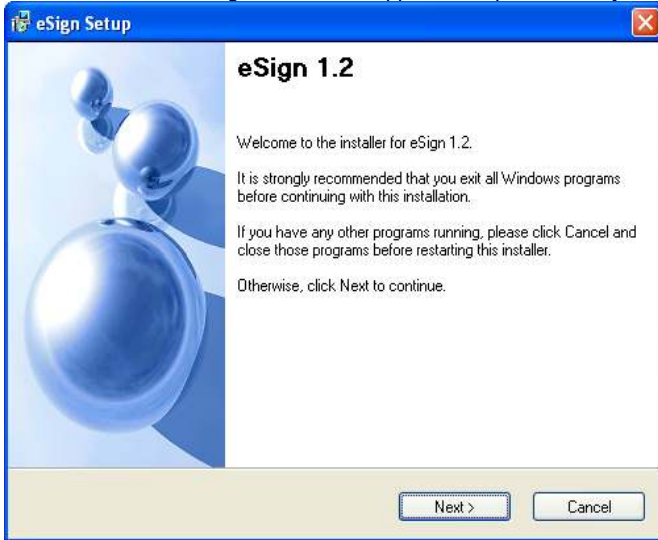 eSign Setup
eSign 1.2
Welcome to the installer for eSign 1.2.
It is strongly recommended that you exit all Windows programs
before continuing with this installation.
If you have any other programs running, please click Cancel and
close those programs before restarting this installer.
Otherwise, click Next to continue.
Next >
Cancel